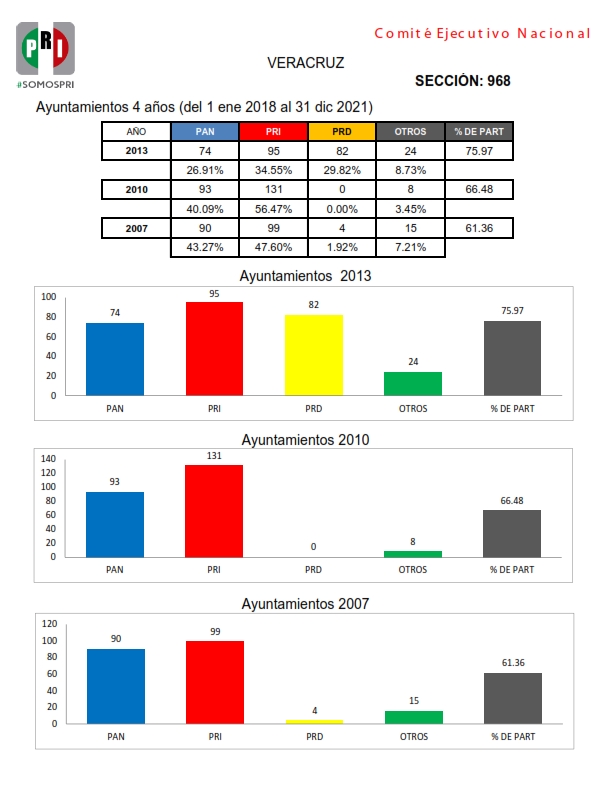 Comité Ejecutivo Nacional
PRI
#SOMOSPRI
VERACRUZ
SECCIÓN: 968
Ayuntamientos 4 años (del 1 ene 2018 al 31 dic 2021)
AÑO PAN PRI PRD OTROS % DE PART
2013 74 95 82 24 75.97
26.91% 34.55% 29.82% 8.73%
2010 93 131 0 8 66.48
40.09% 56.47% 0.00% 3.45%
2007 90 99 4 15 61.36
43.27% 47.60% 1.92% 7.21%
Ayuntamientos 2013
100
80
60
40
20
0
74 95 82 24 75.97
PAN PRI PRD OTROS % DE PART
Ayuntamientos 2010
140
120
100
80
60
40
20
0
93 131 0 8 66.48
PAN PRI PRD OTROS % DE PART
Ayuntamientos 2007
120
100
80
60
40
20
0
90 99 4 15 61.36
PAN PRI PRD OTROS % DE PART